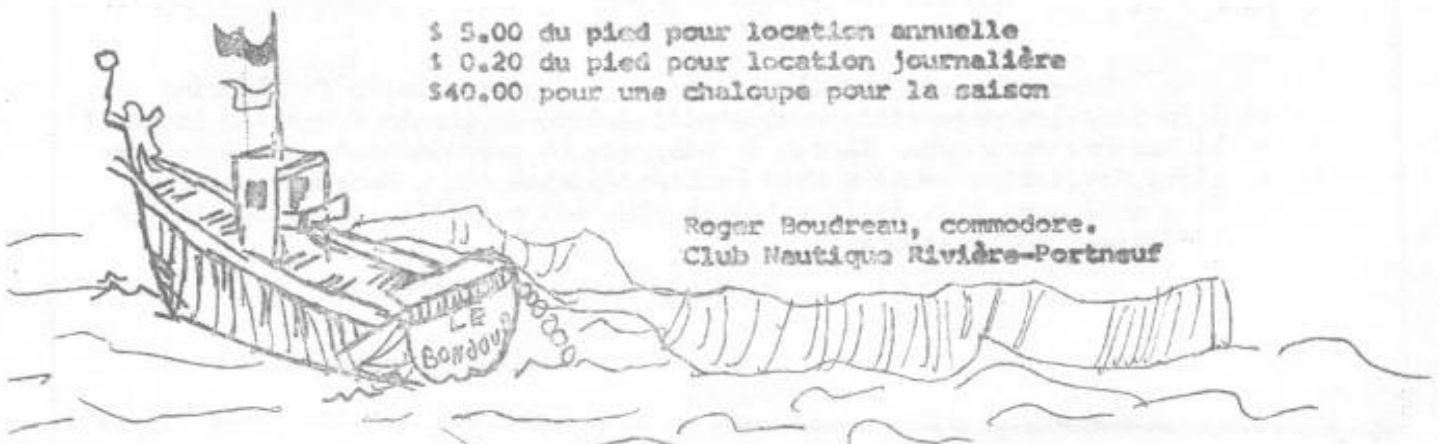 $ 5.00 du pied pour location annuelle
$ 0.20 du pied pour location journalière
$40.00 pour une chaloupe pour la saison
Roger Boudreau, commodore.
Club Nautique Rivière-Portneuf
LE